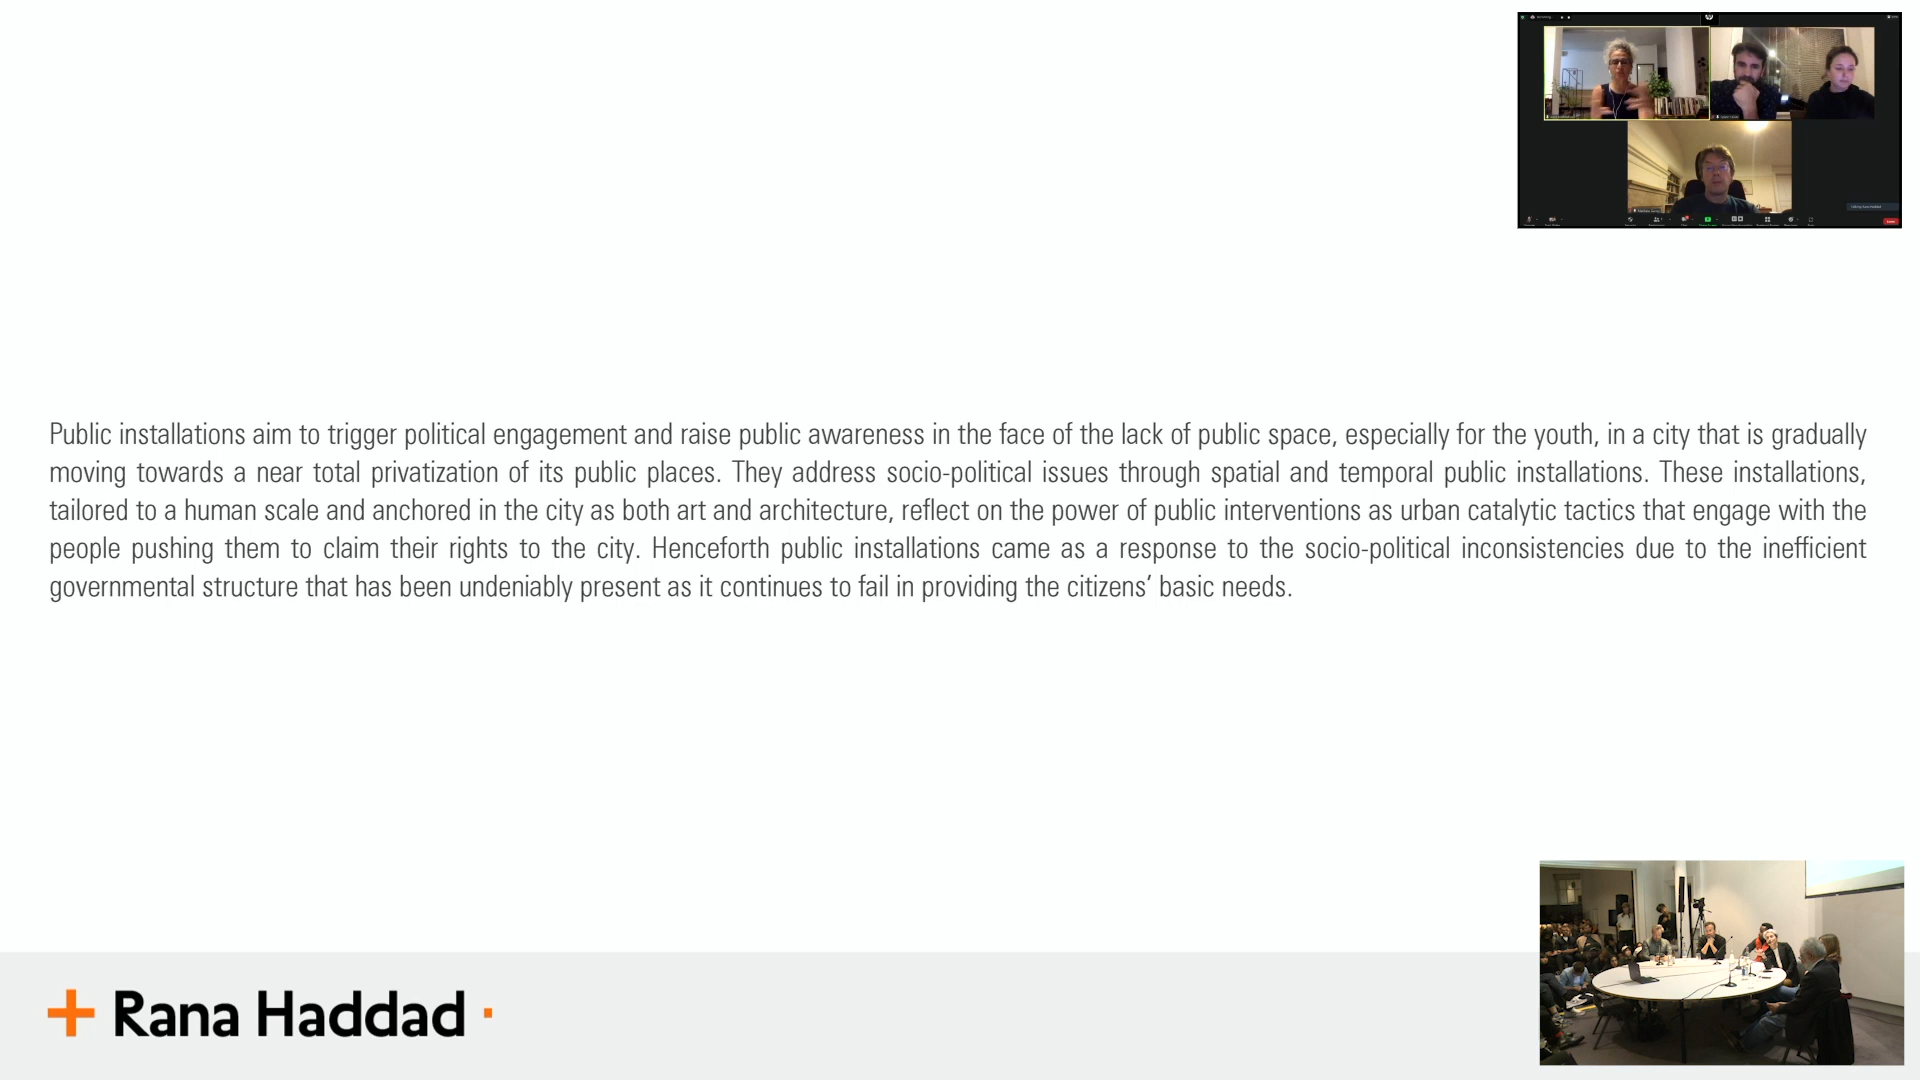 Public installations aim to trigger political engagement and raise public awareness in the face of the lack of public space, especially for the youth, in a city that is gradually
moving towards a near total privatization of its public places. They address socio-political issues through spatial and temporal public installations. These installations,
tailored to a human scale and anchored in the city as both art and architecture, reflect on the power of public interventions as urban catalytic tactics that engage with the
people pushing them to claim their rights to the city. Henceforth public installations came as a response to the socio-political inconsistencies due to the inefficient
governmental structure that has been undeniably present as it continues to fail in providing the citizens’ basic needs.
+ Rana Haddad